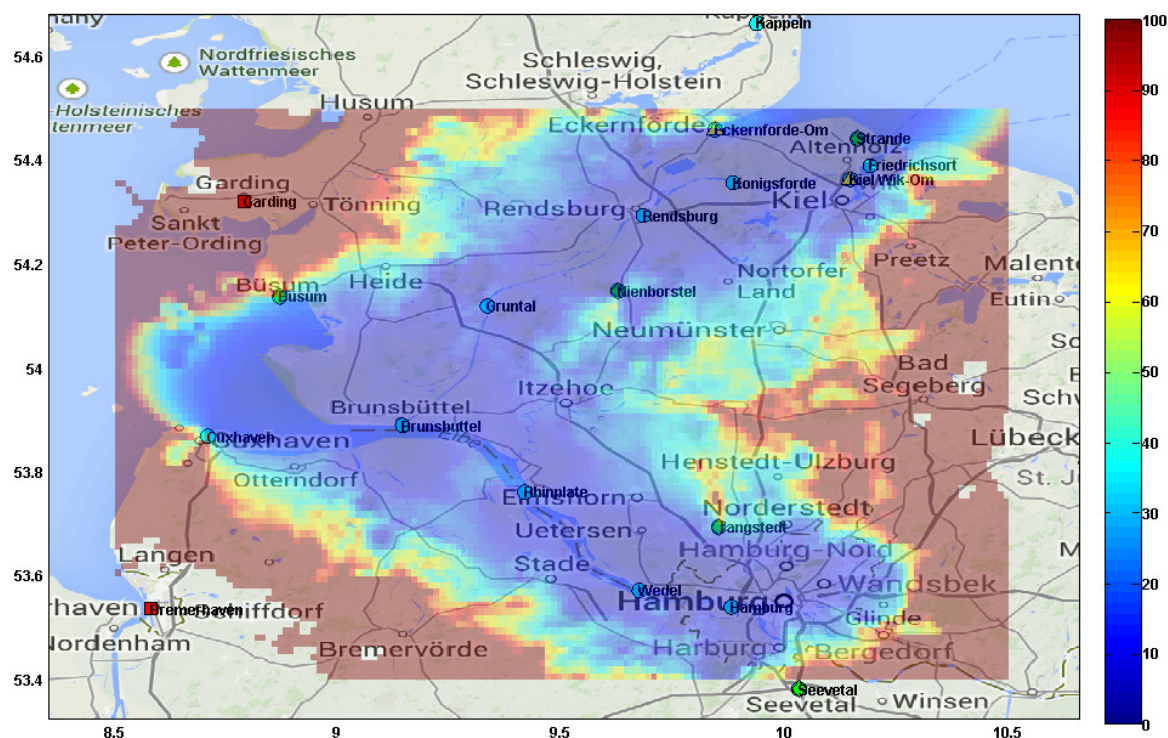 many
54.6
54.4
54.2
54
53.8
53.6
53.4
8.5
9
9.5
10
10.5
100
90
80
70
60
50
40
30
20
10
0
Kappeln
Nordfriesisches
Wattenmeer
-Holsteinisches
ttenmeer
Schleswig,
Schleswig-Holstein
Husum
Eckernförde
Eckernforde-Om
Strande
Altenholz
Friedrichsort
Kiel Wik-Om
Kiel
Konigsforde
Garding
Garding
Tönning
Rendsburg
Rendsburg
Sankt
Peter-Ording
Preetz
Malente
Eutin
Büsum
Busum
Heide
Nortorfer
Land
Nienborstel
Gruntal
Neumünster
Bad
Segeberg
Itzehoe
Brunsbüttel
Brunsbuttel
Elbe
Cuxhaven
Cuxhaven
Otterndorf
Lübeck
Henstedt-Ulzburg
Rhinplate
Elmshorn
Norderstedt
Tangstedt
Uetersen
Hamburg-Nord
Langen
Stade
Wandsbek
Wedel
Hamburg
Hamburg
Glinde
Bremerhaven
Schiffdorf
Nordenham
Bremervörde
Harburg
Bergedorf
Seevetal
Seevetal
Winsen